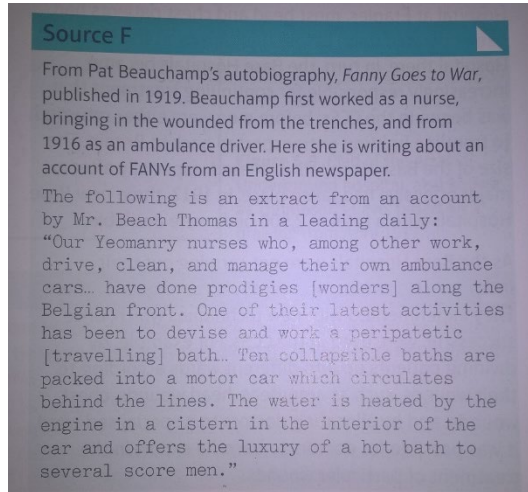 Source F
From Pat Beauchamp's autobiography, Fanny Goes to War,
published in 1919. Beauchamp first worked as a nurse,
bringing in the wounded from the trenches, and from
1916 as an ambulance driver. Here she is writing about an
account of FANYs from an English newspaper.
The following is an extract from an account
by Mr. Beach Thomas in a leading daily:
“Our Yeomanry nurses who, among other work,
drive, clean, and manage their own ambulance
cars… have done prodigies [wonders] along the
Belgian front. One of their latest activities
has been to devise and work a peripatetic
[travelling] bath… Ten collapsible baths are
packed into a motor car which circulates
behind the lines. The water is heated by the
engine in a cistern in the interior of the
car and offers the luxury of a hot bath to
several score men.”